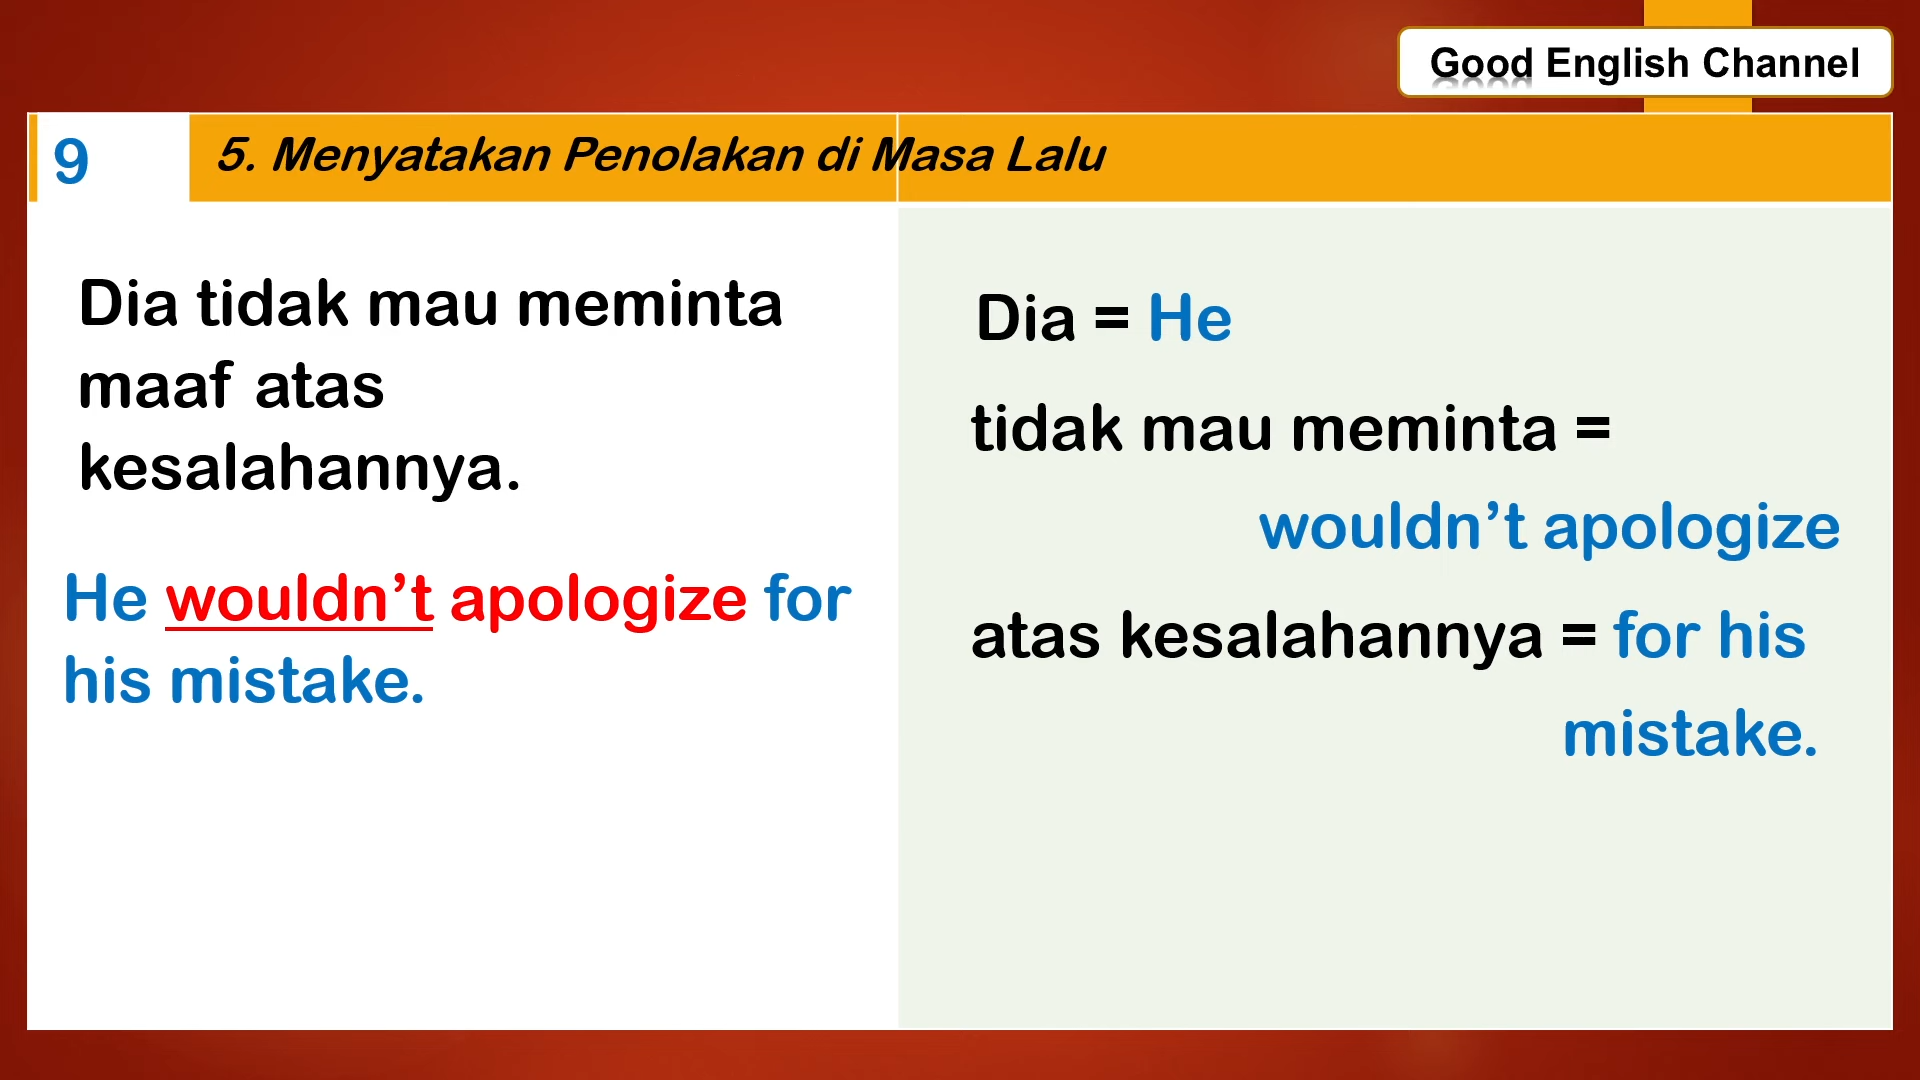 Good English Channel
9
5. Menyatakan Penolakan di Masa Lalu
Dia tidak mau meminta
maaf atas
kesalahannya.
He wouldn’t apologize for
his mistake.
Dia = He
tidak mau meminta =
wouldn’t apologize
atas kesalahannya = for his
mistake.